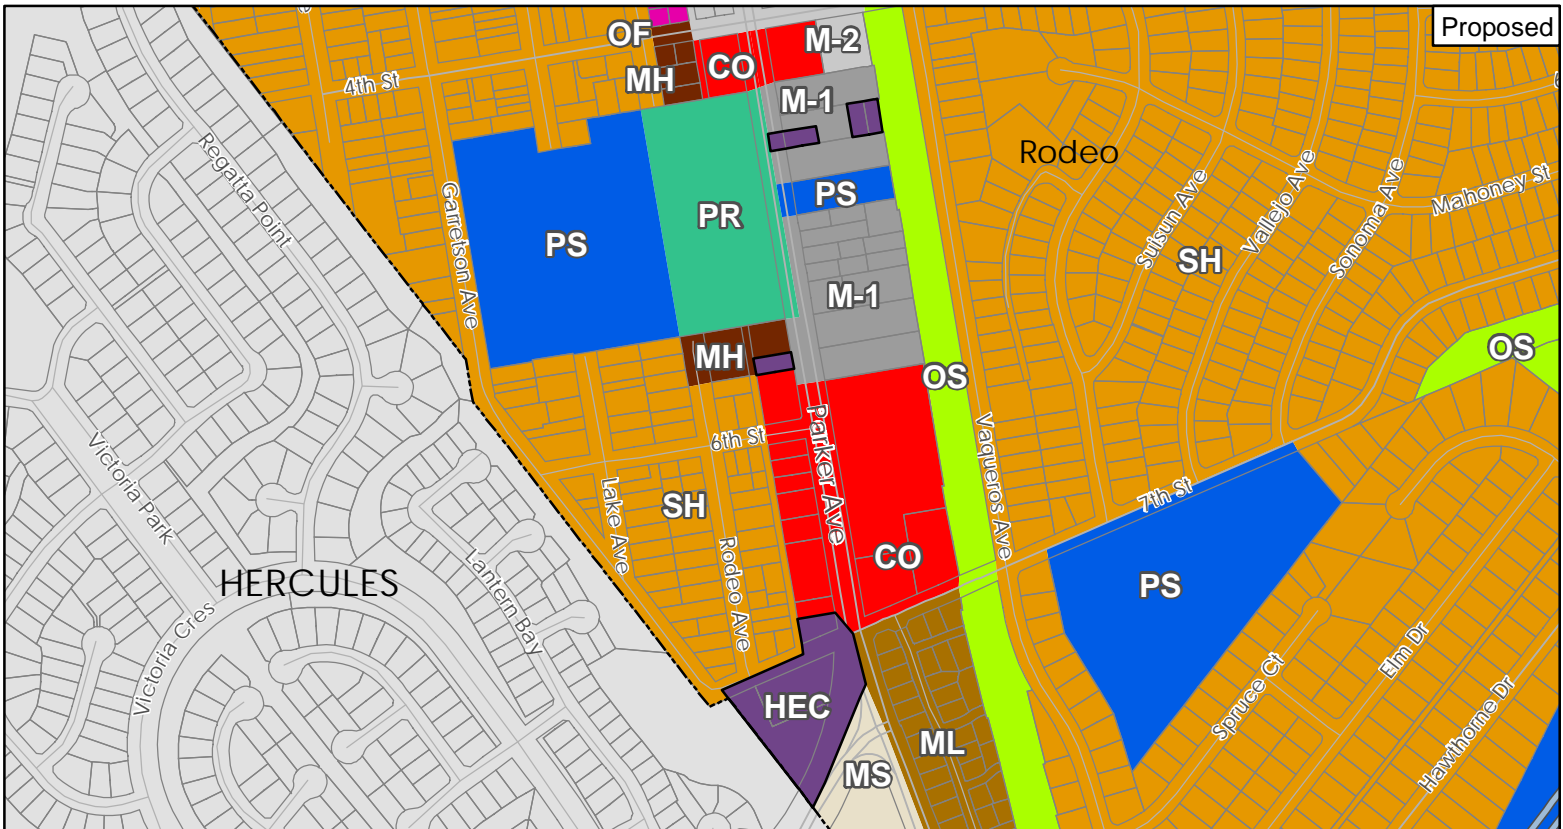 Proposed
OF
M-2
CO
MH
4th St
M-1
Rodeo
Regatta Point
Garretson Ave
PS
PR
PS
Suisun Ave
Vallejo Ave
Sonoma Ave
Mahoney St
SH
M-1
MH
OS
OS
Parker Ave
6th St
Vaqueros Ave
Victoria Park
Lake Ave
SH
Rodeo Ave
7th St
CO
HERCULES
Lantern Bay
PS
Victoria Cres
Elm Dr
Spruce Ct
Hawthorne Dr
HEC
ML
MS